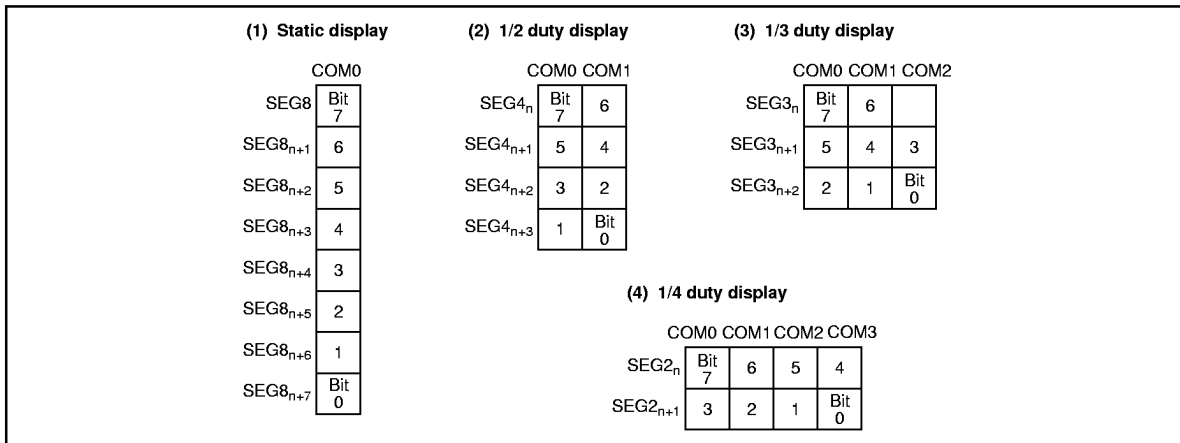 (1) Static display
COM0
SEG8 Bit 7
SEG8n+1 6
SEG8n+2 5
SEG8n+3 4
SEG8n+4 3
SEG8n+5 2
SEG8n+6 1
SEG8n+7 Bit 0
(2) 1/2 duty display
COM0 COM1
SEG4n Bit 7 6
SEG4n+1 5 4
SEG4n+2 3 2
SEG4n+3 1 Bit 0
(3) 1/3 duty display
COM0 COM1 COM2
SEG3n Bit 7 6
SEG3n+1 5 4 3
SEG3n+2 2 1 Bit 0
(4) 1/4 duty display
COM0 COM1 COM2 COM3
SEG2n Bit 7 6 5 4
SEG2n+1 3 2 1 Bit 0